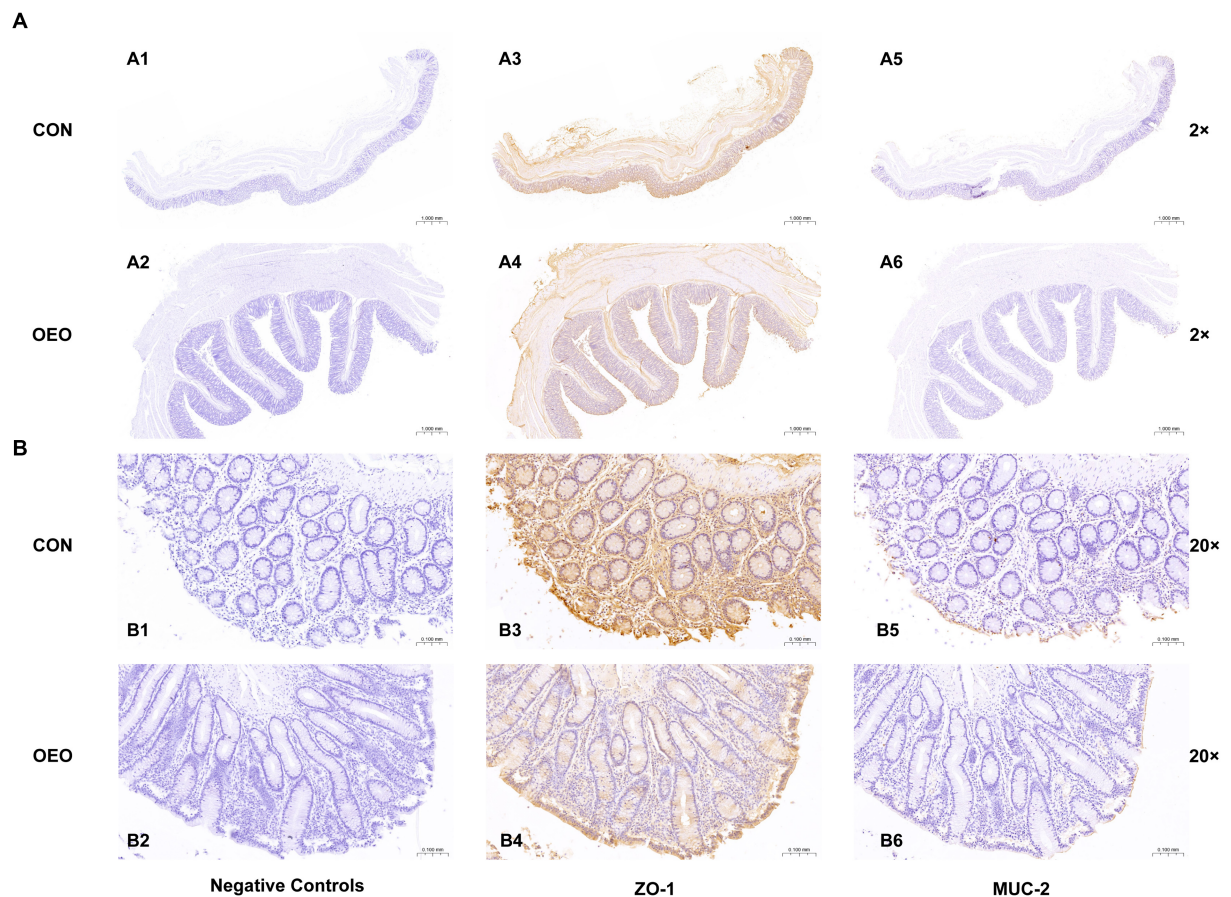 A
A1
A3
A5
CON
2×
1.000 mm
1.000 mm
1.000 mm
A2
A4
A6
OEO
2×
1.000 mm
1.000 mm
1.000 mm
B
CON
20×
B1
B3
B5
0.100 mm
0.100 mm
0.100 mm
OEO
20×
B2
B4
B6
0.100 mm
0.100 mm
0.100 mm
Negative Controls
ZO-1
MUC-2